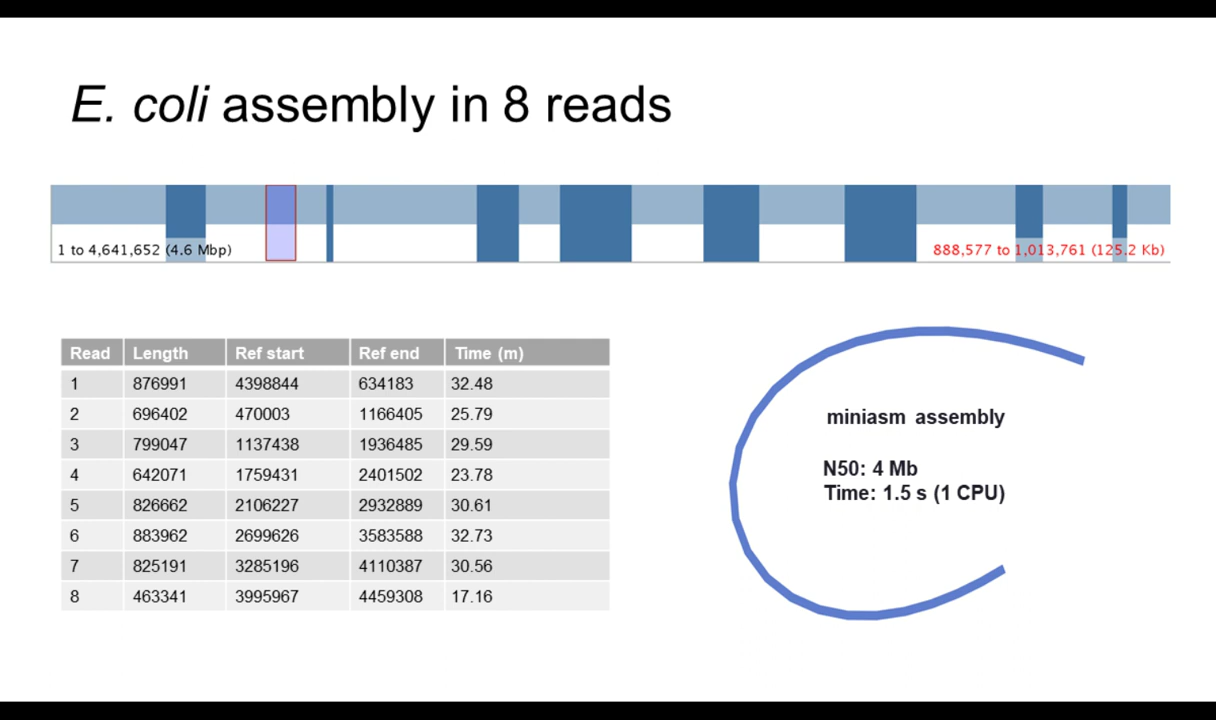 E. coli assembly in 8 reads
1 to 4,641,652 (4.6 Mbp)
888,577 to 1,013,761 (125.2 Kb)
Read Length Ref start Ref end Time (m)
1 876991 4398844 634183 32.48
2 696402 470003 1166405 25.79
3 799047 1137438 1936485 29.59
4 642071 1759431 2401502 23.78
5 826662 2106227 2932889 30.61
6 883962 2699626 3583588 32.73
7 825191 3285196 4110387 30.56
8 463341 3995967 4459308 17.16
miniasm assembly
N50: 4 Mb
Time: 1.5 s (1 CPU)